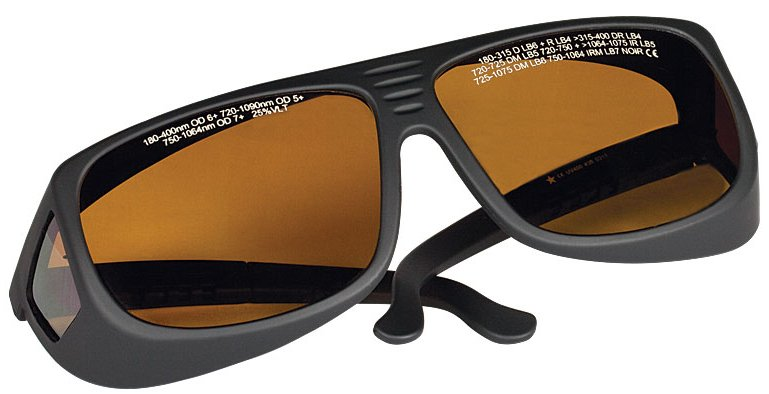 180-400nm OD 6+ 720-1090nm OD 5+
750-1064nm OD 7+ 25%VLT
180-315 D LB6 + R LB4 >315-400 DR LB4
720-725 DM LB5 720-750 + >1064-1075 IR LB5
725-1075 DM LB6 750-1064 IRM LB7 NOIR CE